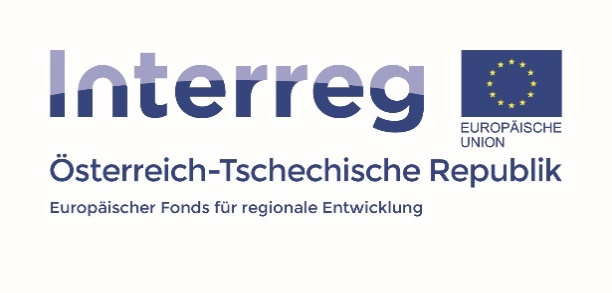 Interreg
EUROPÄISCHE
UNION
Österreich-Tschechische Republik
Europäischer Fonds für regionale Entwicklung